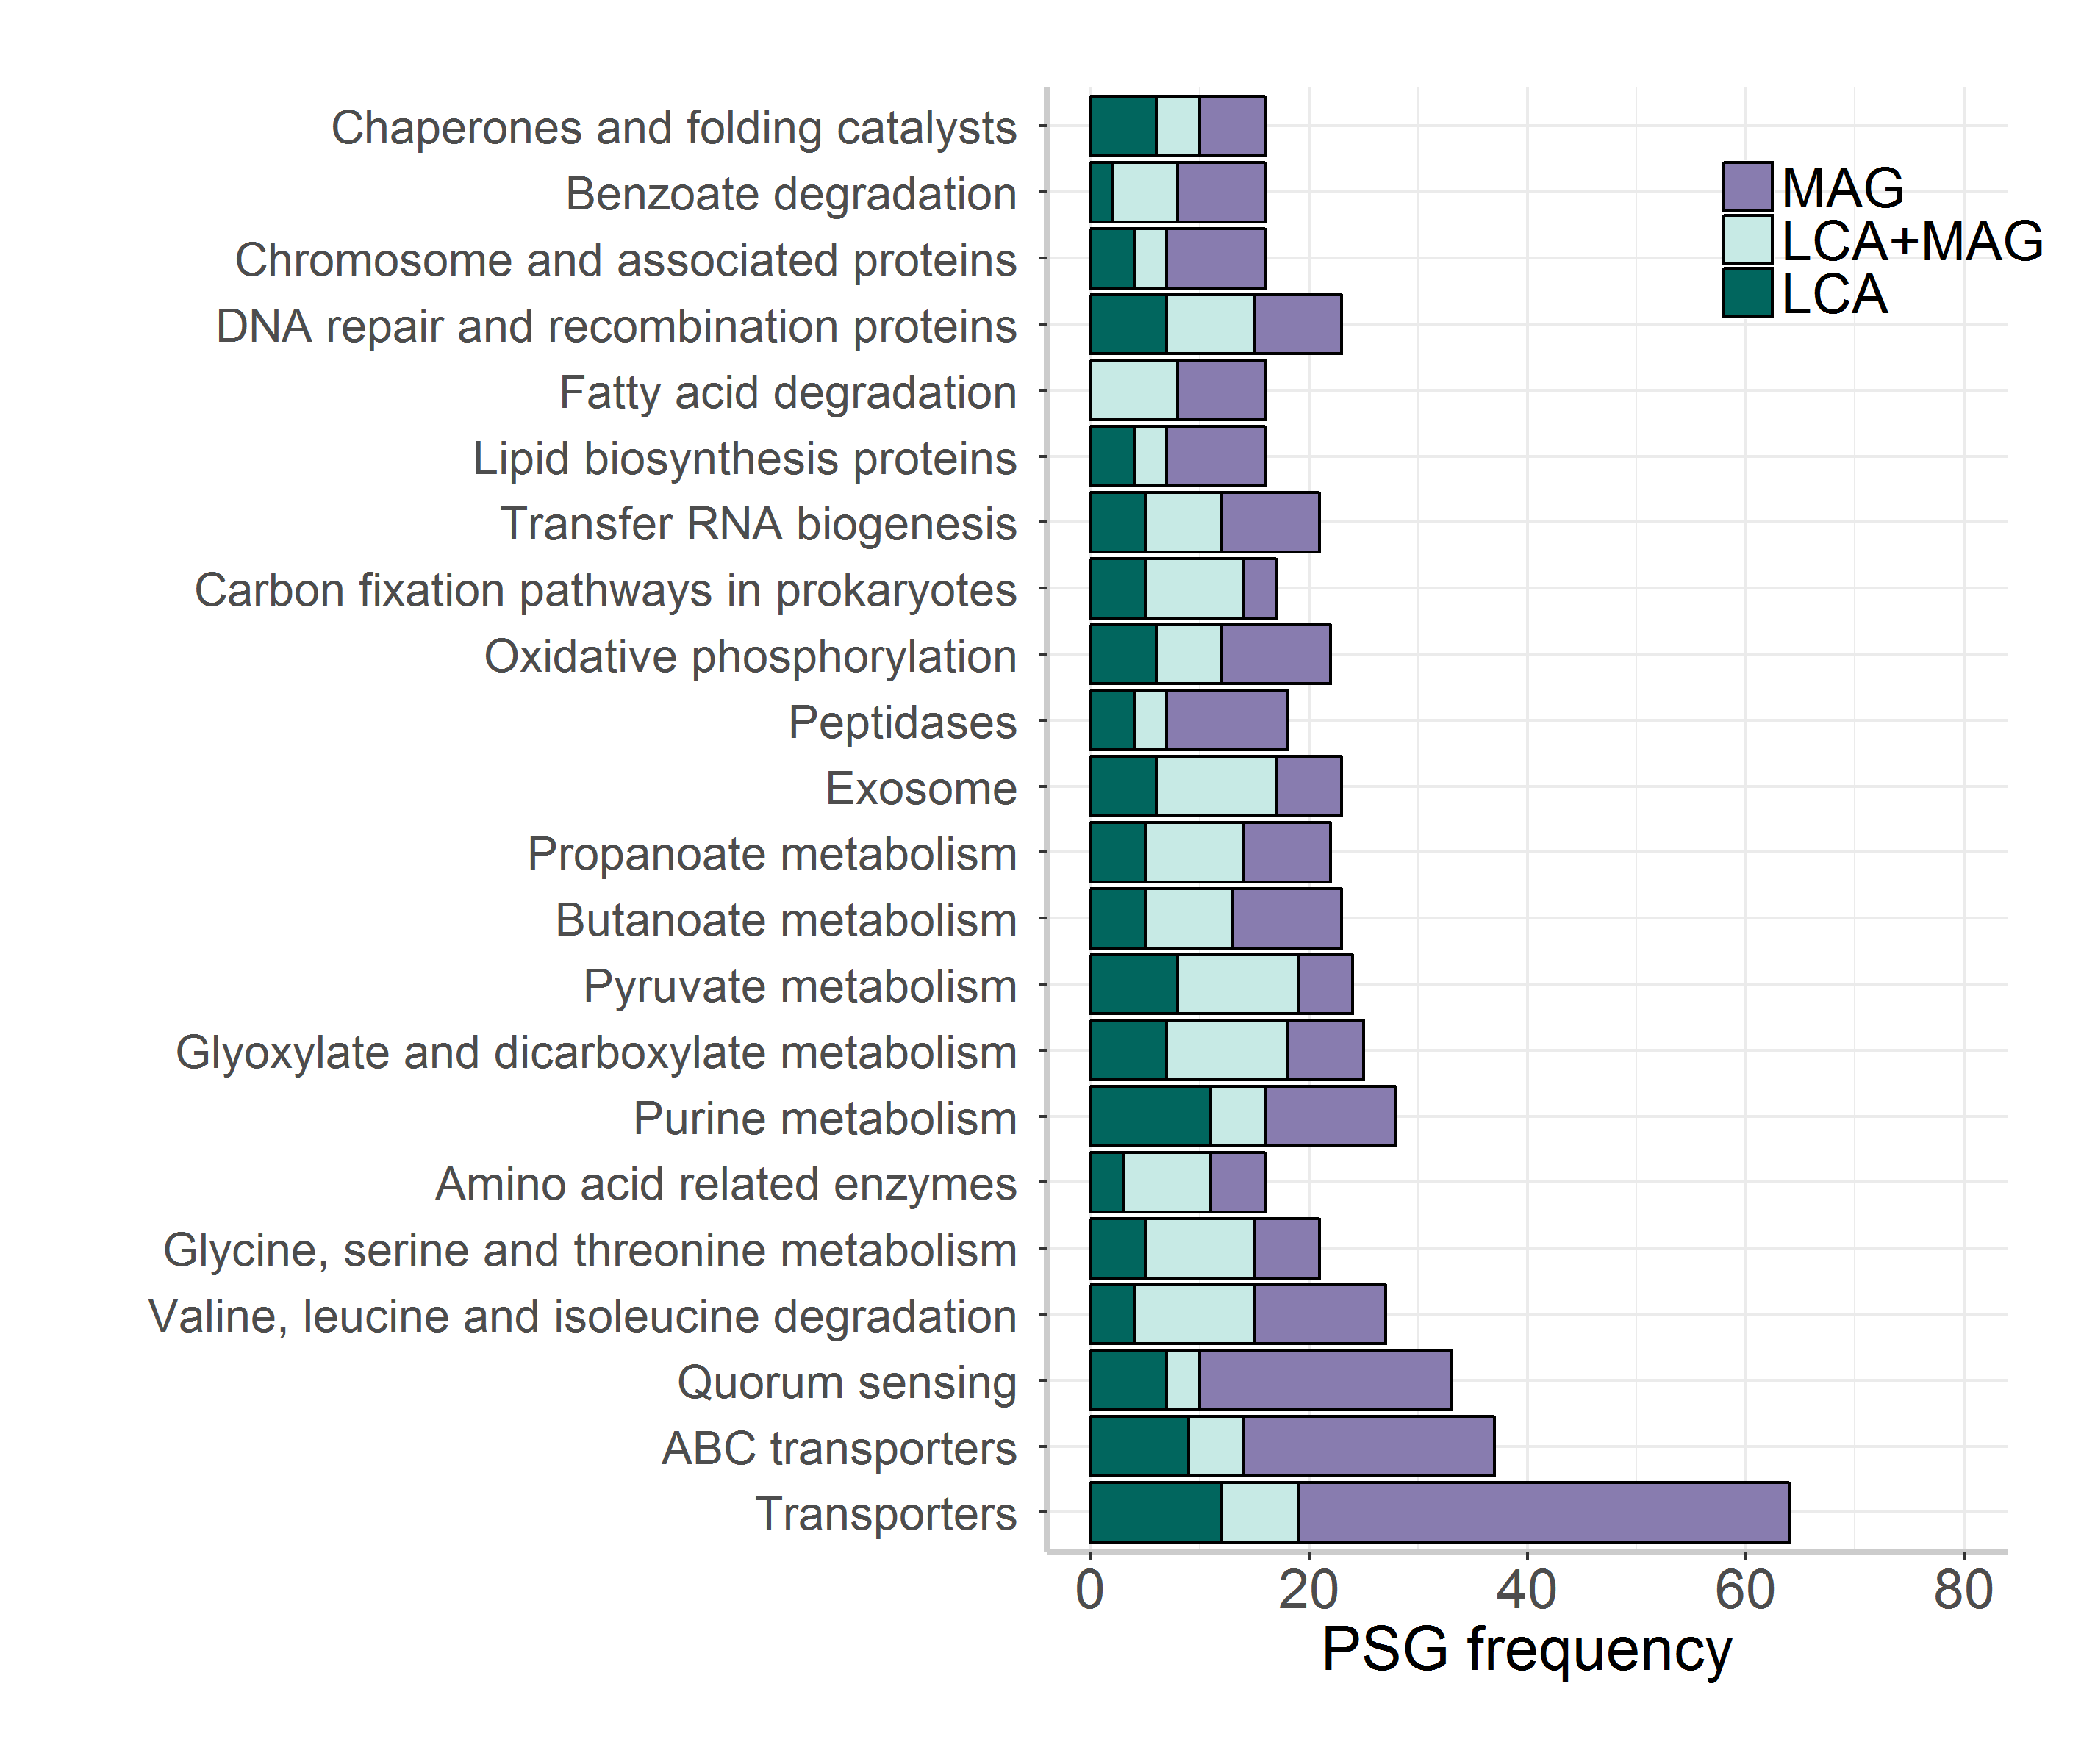 Chaperones and folding catalysts
Benzoate degradation
Chromosome and associated proteins
DNA repair and recombination proteins
Fatty acid degradation
Lipid biosynthesis proteins
Transfer RNA biogenesis
Carbon fixation pathways in prokaryotes
Oxidative phosphorylation
Peptidases
Exosome
Propanoate metabolism
Butanoate metabolism
Pyruvate metabolism
Glyoxylate and dicarboxylate metabolism
Purine metabolism
Amino acid related enzymes
Glycine, serine and threonine metabolism
Valine, leucine and isoleucine degradation
Quorum sensing
ABC transporters
Transporters
MAG
LCA+MAG
LCA
0 20 40 60 80
PSG frequency